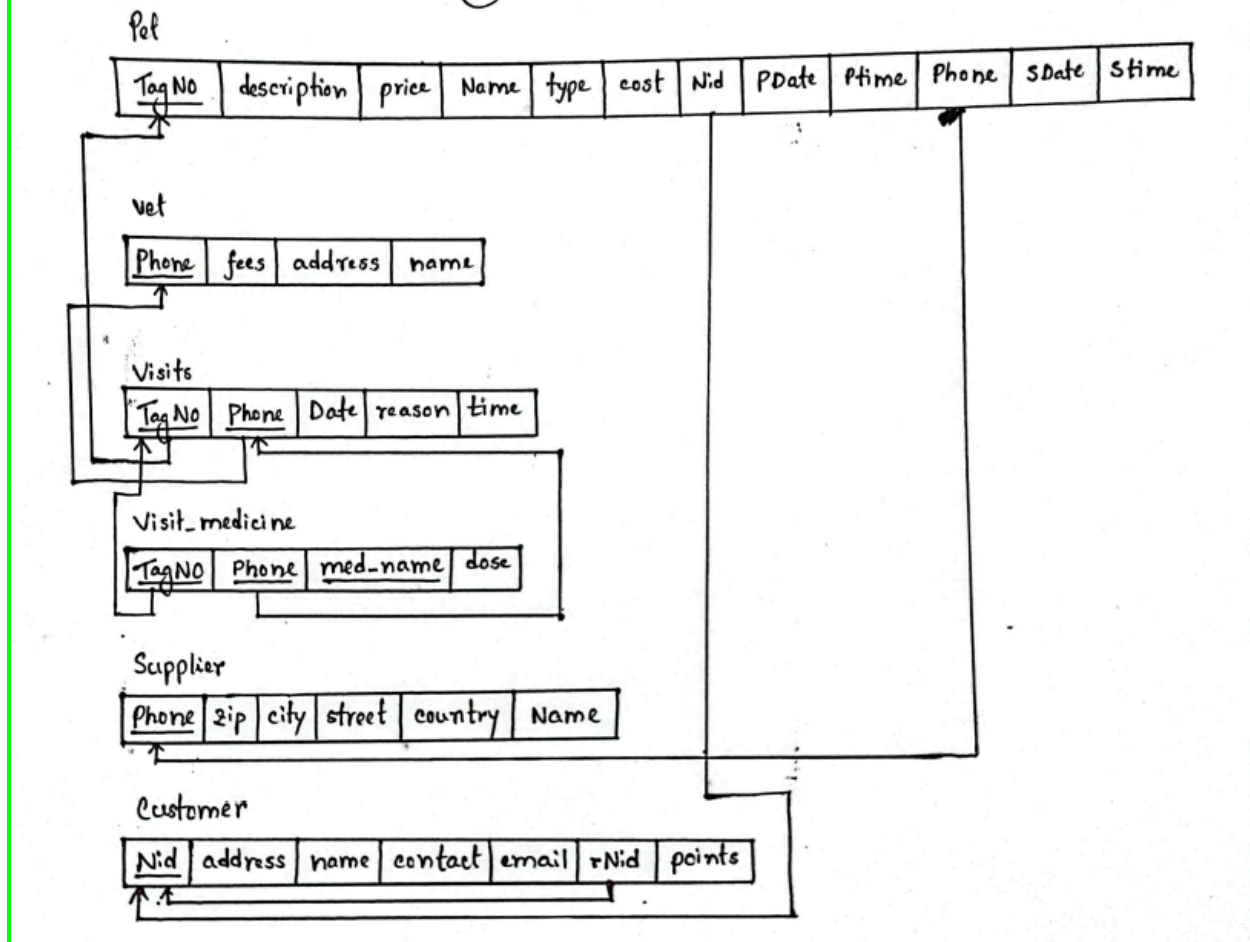 Pet
TagNo description price Name type cost Nid PDate Ptime Phone SDate Stime
vet
Phone fees address name
Visits
TagNo Phone Date reason time
Visit_medicine
TagNO Phone med_name dose
Supplier
Phone zip city street country Name
Customer
Nid address name contact email rNid points